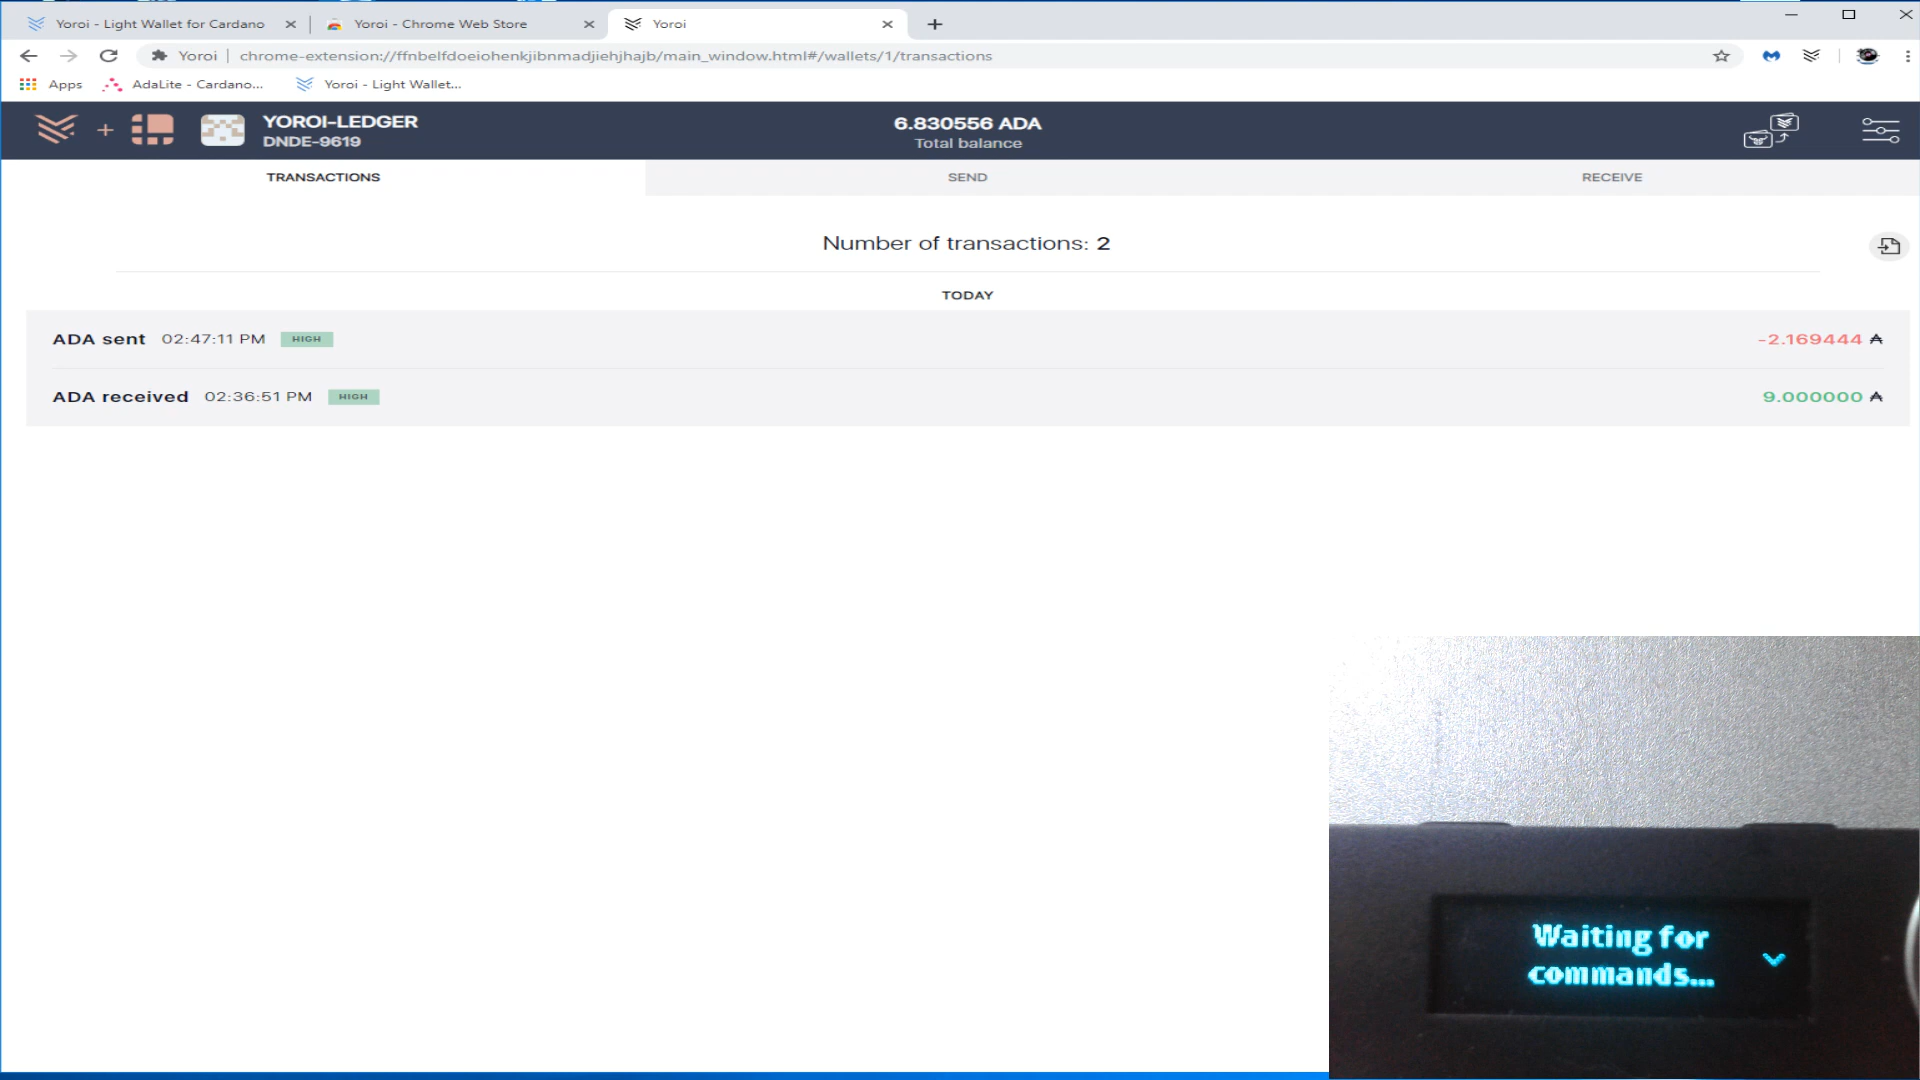 Yoroi - Light Wallet for Cardano
Yoroi - Chrome Web Store
Yoroi
Yoroi
chrome-extension://ffnbelfdoeiohenkjibnmadjiehjhajb/main_window.html#/wallets/1/transactions
Apps
AdaLite - Cardano...
Yoroi - Light Wallet...
YOROI-LEDGER
DNDE-9619
6.830556 ADA
Total balance
TRANSACTIONS
SEND
RECEIVE
Number of transactions: 2
TODAY
ADA sent 02:47:11 PM HIGH -2.169444
ADA received 02:36:51 PM HIGH 9.000000
Waiting for
commands...